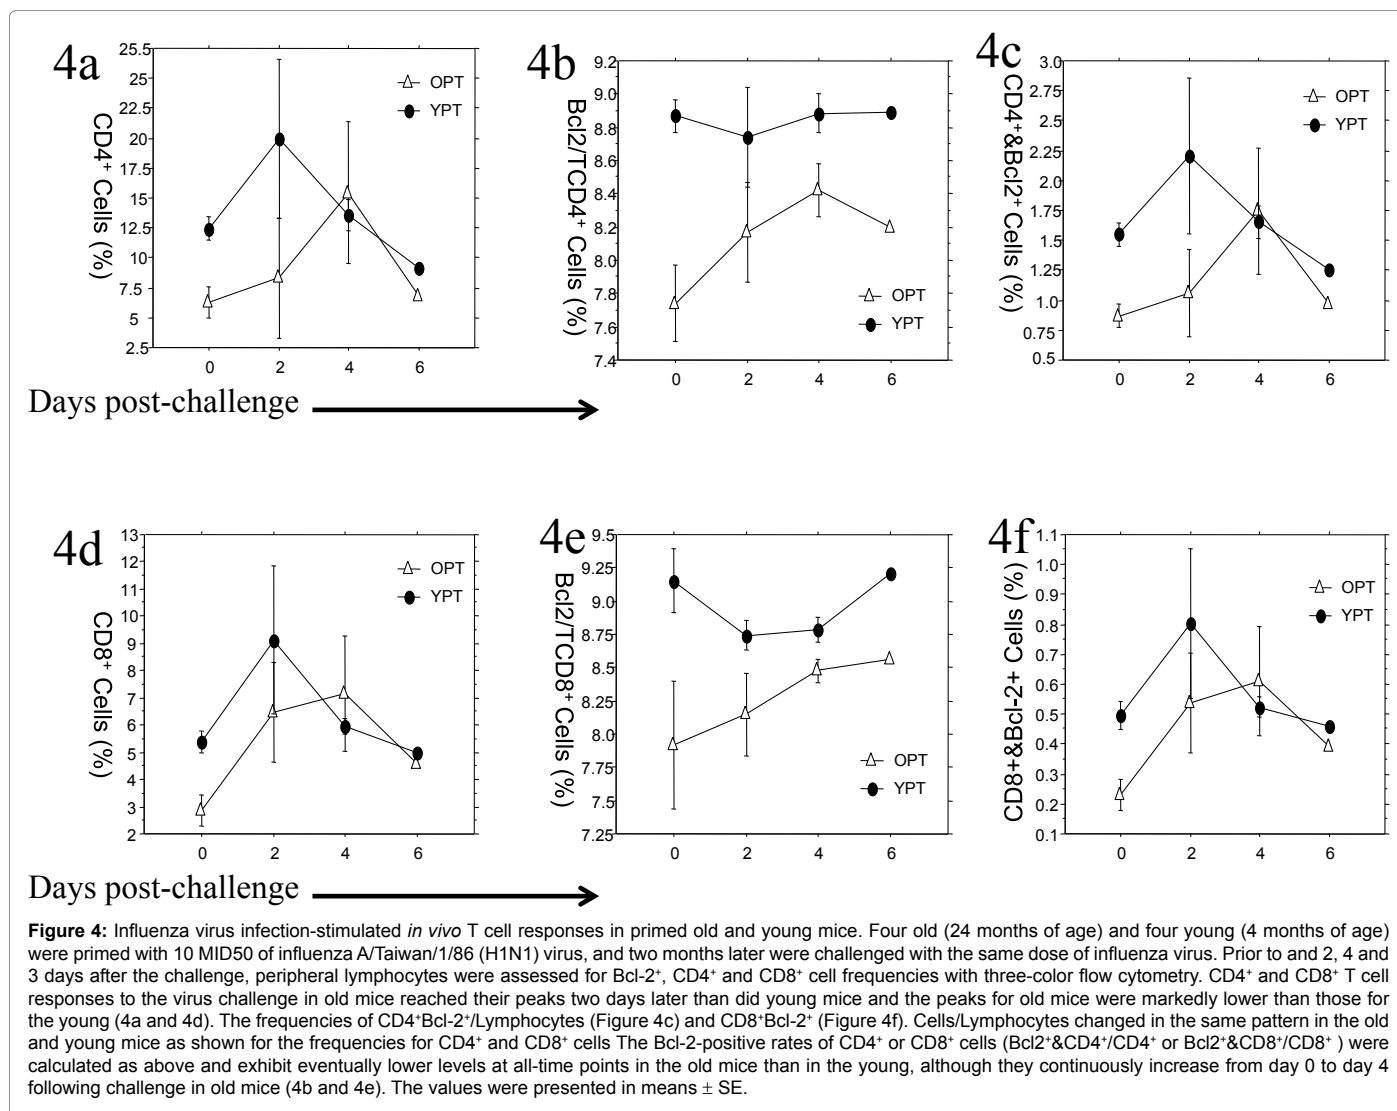 4a
25.5
25
22.5
20
17.5
15
12.5
10
7.5
5
2.5
CD4⁺ Cells (%)
OPT
YPT
0 2 4 6
4b
9.2
9.0
8.8
8.6
8.4
8.2
8.0
7.8
7.6
7.4
Bcl2/TCD4⁺ Cells (%)
OPT
YPT
0 2 4 6
4c
3.0
2.75
2.5
2.25
2.0
1.75
1.5
1.25
1.0
0.75
0.5
CD4⁺&Bcl2⁺ Cells (%)
OPT
YPT
0 2 4 6
Days post-challenge
4d
13
12
11
10
9
8
7
6
5
4
3
2
CD8⁺ Cells (%)
OPT
YPT
0 2 4 6
4e
9.5
9.25
9.0
8.75
8.5
8.25
8.0
7.75
7.5
7.25
Bcl2/TCD8⁺ Cells (%)
OPT
YPT
0 2 4 6
4f
1.1
1.0
0.9
0.8
0.7
0.6
0.5
0.4
0.3
0.2
0.1
CD8+&Bcl-2+ Cells (%)
OPT
YPT
0 2 4 6
Days post-challenge
Figure 4: Influenza virus infection-stimulated in vivo T cell responses in primed old and young mice. Four old (24 months of age) and four young (4 months of age)
were primed with 10 MID50 of influenza A/Taiwan/1/86 (H1N1) virus, and two months later were challenged with the same dose of influenza virus. Prior to and 2, 4 and
3 days after the challenge, peripheral lymphocytes were assessed for Bcl-2⁺, CD4⁺ and CD8⁺ cell frequencies with three-color flow cytometry. CD4⁺ and CD8⁺ T cell
responses to the virus challenge in old mice reached their peaks two days later than did young mice and the peaks for old mice were markedly lower than those for
the young (4a and 4d). The frequencies of CD4⁺Bcl-2⁺/Lymphocytes (Figure 4c) and CD8⁺Bcl-2⁺ (Figure 4f). Cells/Lymphocytes changed in the same pattern in the old
and young mice as shown for the frequencies for CD4⁺ and CD8⁺ cells The Bcl-2-positive rates of CD4⁺ or CD8⁺ cells (Bcl2⁺&CD4⁺/CD4⁺ or Bcl2⁺&CD8⁺/CD8⁺ ) were
calculated as above and exhibit eventually lower levels at all-time points in the old mice than in the young, although they continuously increase from day 0 to day 4
following challenge in old mice (4b and 4e). The values were presented in means ± SE.